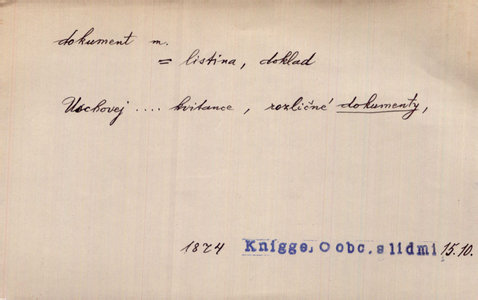 dokument m.
= listina, doklad
Uschovej .... kvitance, rozličné dokumenty,
1874 Knigge, O obc. s lidmi 15.10.